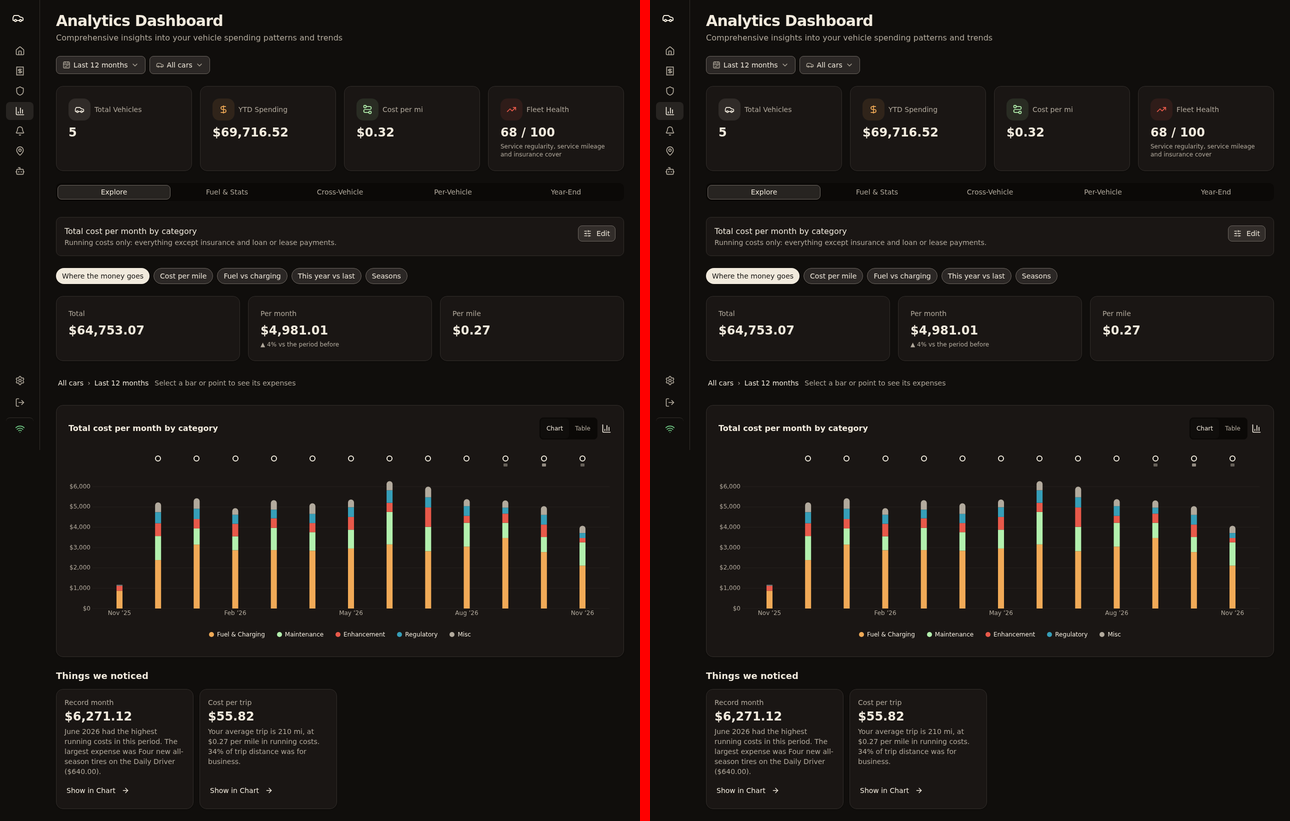 Analytics Dashboard
Comprehensive insights into your vehicle spending patterns and trends
Last 12 months
All cars
Total Vehicles
5
YTD Spending
$69,716.52
Cost per mi
$0.32
Fleet Health
68 / 100
Service regularity, service mileage
and insurance cover
Explore
Fuel & Stats
Cross-Vehicle
Per-Vehicle
Year-End
Total cost per month by category
Running costs only: everything except insurance and loan or lease payments.
Edit
Where the money goes
Cost per mile
Fuel vs charging
This year vs last
Seasons
Total
$64,753.07
Per month
$4,981.01
▲ 4% vs the period before
Per mile
$0.27
All cars › Last 12 months Select a bar or point to see its expenses
Total cost per month by category
Chart
Table
$6,000
$5,000
$4,000
$3,000
$2,000
$1,000
$0
Nov '25
Feb '26
May '26
Aug '26
Nov '26
Fuel & Charging
Maintenance
Enhancement
Regulatory
Misc
Things we noticed
Record month
$6,271.12
June 2026 had the highest
running costs in this period. The
largest expense was Four new all-
season tires on the Daily Driver
($640.00).
Show in Chart
Cost per trip
$55.82
Your average trip is 210 mi, at
$0.27 per mile in running costs.
34% of trip distance was for
business.
Show in Chart
Analytics Dashboard
Comprehensive insights into your vehicle spending patterns and trends
Last 12 months
All cars
Total Vehicles
5
YTD Spending
$69,716.52
Cost per mi
$0.32
Fleet Health
68 / 100
Service regularity, service mileage
and insurance cover
Explore
Fuel & Stats
Cross-Vehicle
Per-Vehicle
Year-End
Total cost per month by category
Running costs only: everything except insurance and loan or lease payments.
Edit
Where the money goes
Cost per mile
Fuel vs charging
This year vs last
Seasons
Total
$64,753.07
Per month
$4,981.01
▲ 4% vs the period before
Per mile
$0.27
All cars › Last 12 months Select a bar or point to see its expenses
Total cost per month by category
Chart
Table
$6,000
$5,000
$4,000
$3,000
$2,000
$1,000
$0
Nov '25
Feb '26
May '26
Aug '26
Nov '26
Fuel & Charging
Maintenance
Enhancement
Regulatory
Misc
Things we noticed
Record month
$6,271.12
June 2026 had the highest
running costs in this period. The
largest expense was Four new all-
season tires on the Daily Driver
($640.00).
Show in Chart
Cost per trip
$55.82
Your average trip is 210 mi, at
$0.27 per mile in running costs.
34% of trip distance was for
business.
Show in Chart